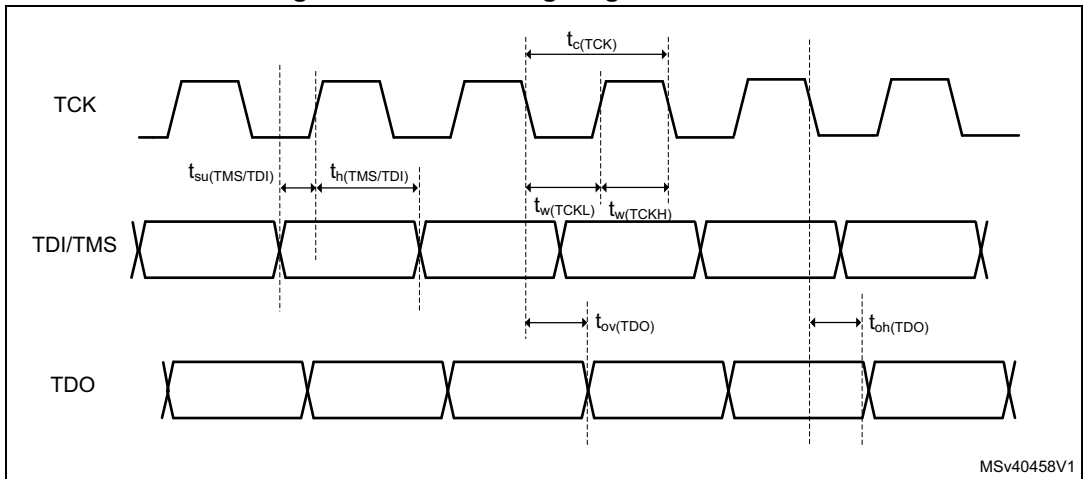 t_c(TCK)
TCK
t_su(TMS/TDI) t_h(TMS/TDI)
t_w(TCKL) t_w(TCKH)
TDI/TMS
t_ov(TDO) t_oh(TDO)
TDO
MSv40458V1